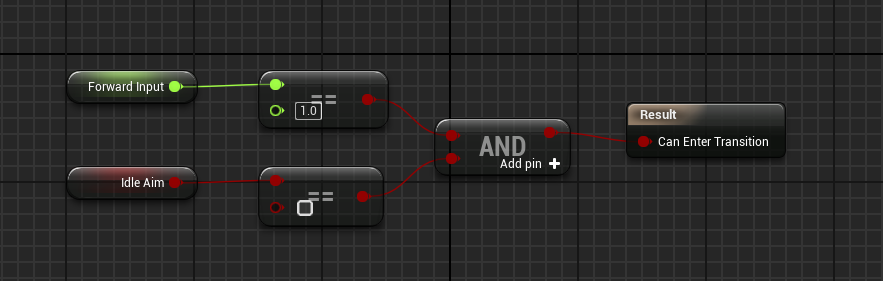 Forward Input
==
1.0
Idle Aim
==
AND
Add pin
Result
Can Enter Transition